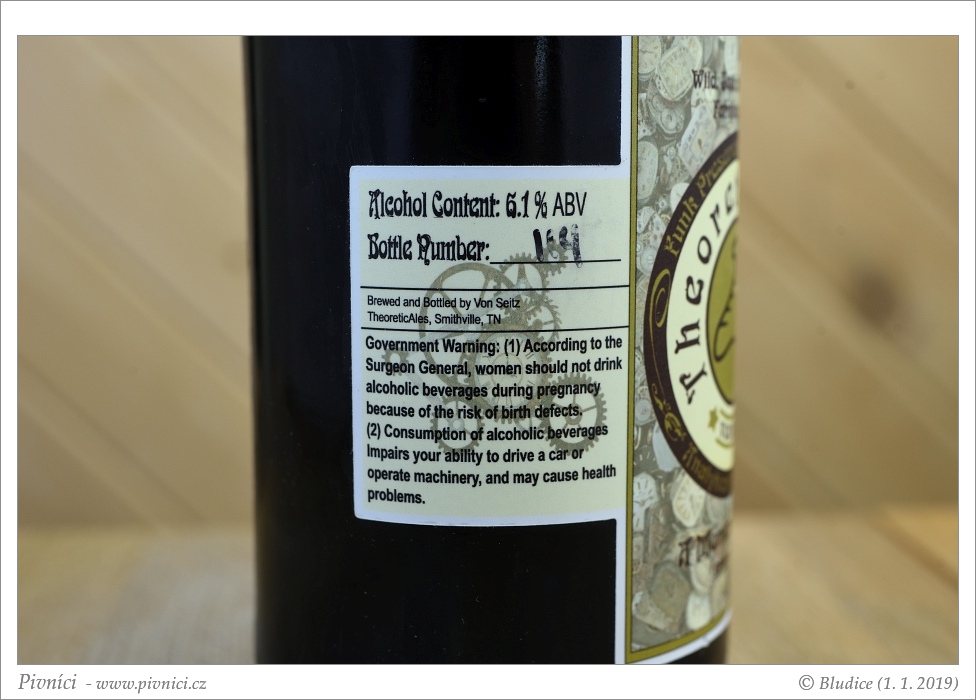 Alcohol Content: 6.1 % ABV
Bottle Number:
Brewed and Bottled by Von Seitz
TheoreticAles, Smithville, TN
Government Warning: (1) According to the
Surgeon General, women should not drink
alcoholic beverages during pregnancy
because of the risk of birth defects.
(2) Consumption of alcoholic beverages
Impairs your ability to drive a car or
operate machinery, and may cause health
problems.
Wild,
Funk
Theore
Pivníci - www.pivnici.cz
© Bludice (1. 1. 2019)